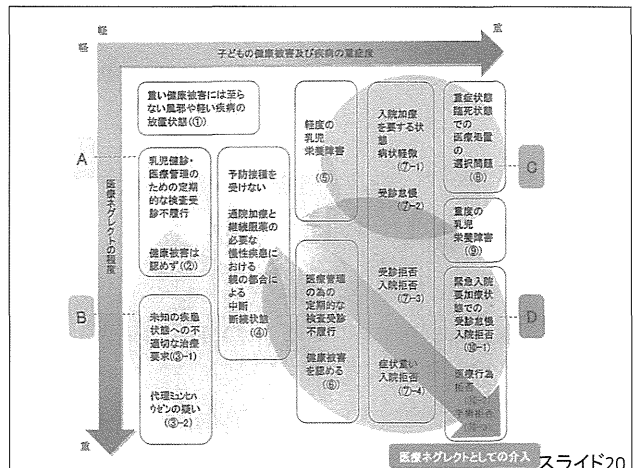 軽
軽
重
子どもの健康被害及び疾病の重症度
医療ネグレクトの程度
重
A
B
C
D
重い健康被害には至ら
ない風邪や軽い疾病の
放置状態(①)
乳児健診・
医療管理の
ための定期
的な検査受
診不履行
健康被害は
認めず(②)
未知の疾患
状態への不
適切な治療
要求(③-1)
代理ミュンヒハ
ウゼンの疑い
(③-2)
予防接種を
受けない
通院加療と
継続服薬の
必要な
慢性疾患に
おける
親の都合に
よる
中断
断続状態
(④)
軽度の
乳児
栄養障害
(⑤)
医療管理
の為の
定期的な
検査受診
不履行
健康被害
を認める
(⑥)
入院加療
を要する状
態
病状軽微
(⑦-1)
受診怠慢
(⑦-2)
受診拒否
入院拒否
(⑦-3)
症状重い
入院拒否
(⑦-4)
重症状態
臨死状態
での
医療処置
の
選択問題
(⑧)
重度の
乳児
栄養障害
(⑨)
緊急入院
要加療状
態での
受診怠慢
入院拒否
(⑩-1)
医療行為
拒否
医療ネグレクトとしての介入
スライド20